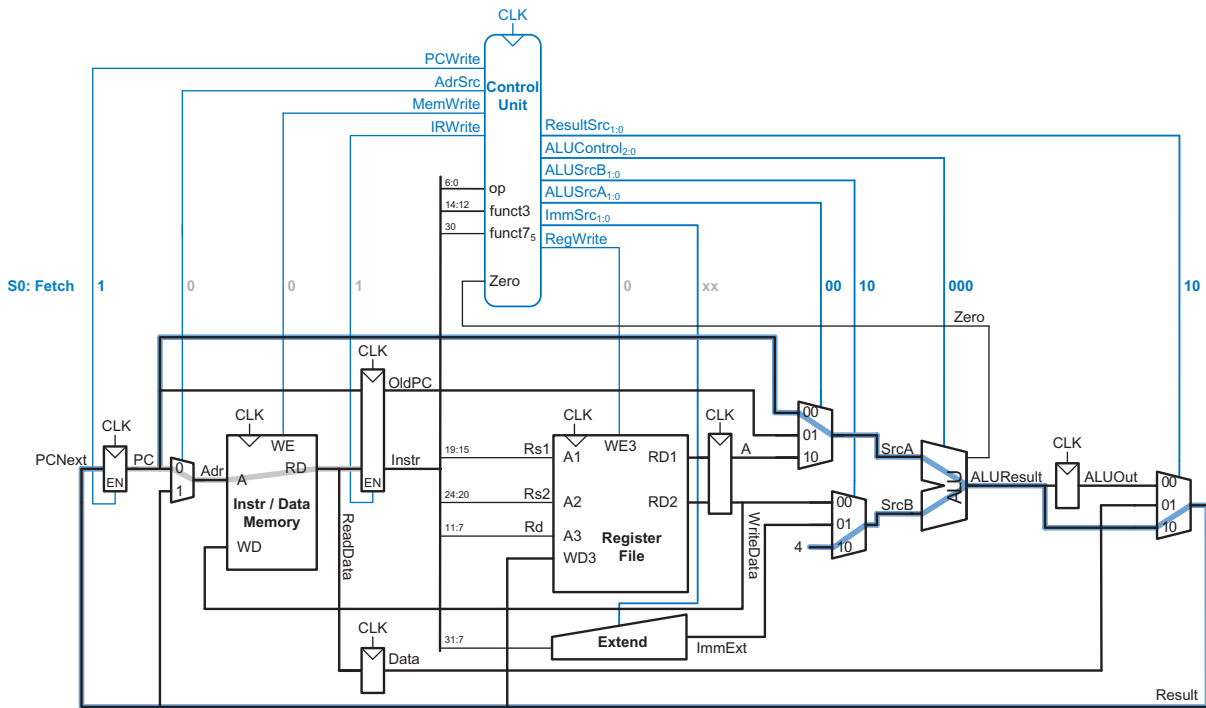 CLK
PCWrite
AdrSrc
MemWrite
IRWrite
Control
Unit
ResultSrc1:0
ALUControl2:0
ALUSrcB1:0
ALUSrcA1:0
ImmSrc1:0
RegWrite
6:0 op
14:12 funct3
30 funct75
Zero
S0: Fetch 1 0 0 1 0 xx 00 10 000 10
Zero
CLK
OldPC
CLK
PCNext
PC
EN
0
1
Adr
CLK
WE
A
RD
Instr / Data
Memory
WD
ReadData
Instr
EN
CLK
Data
19:15 Rs1
24:20 Rs2
11:7 Rd
31:7
CLK
WE3
A1
RD1
A2
RD2
A3
WD3
Register
File
Extend
ImmExt
CLK
A
WriteData
00
01
10
00
01
10
4
SrcA
SrcB
ALU
ALUResult
CLK
ALUOut
00
01
10
Result